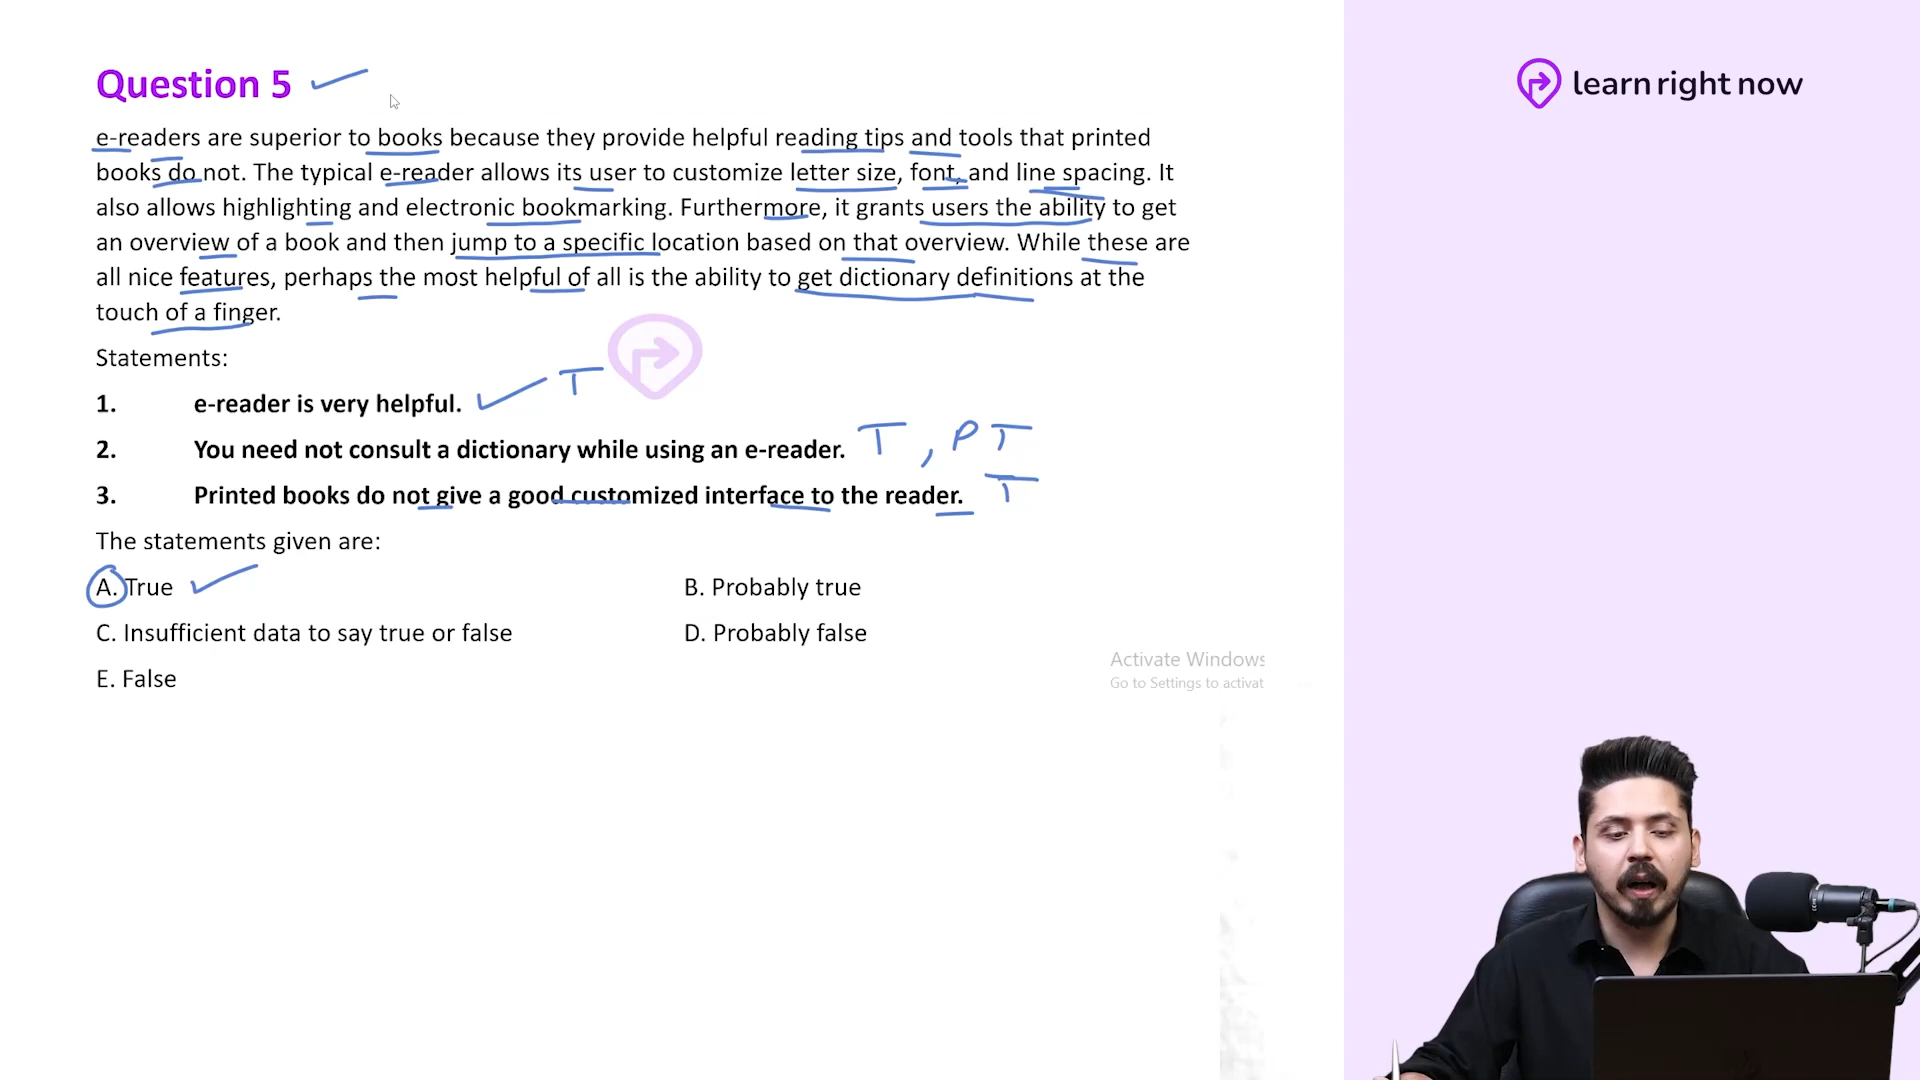 Question 5
learn right now
e-readers are superior to books because they provide helpful reading tips and tools that printed
books do not. The typical e-reader allows its user to customize letter size, font, and line spacing. It
also allows highlighting and electronic bookmarking. Furthermore, it grants users the ability to get
an overview of a book and then jump to a specific location based on that overview. While these are
all nice features, perhaps the most helpful of all is the ability to get dictionary definitions at the
touch of a finger.
Statements:
1. e-reader is very helpful. T
2. You need not consult a dictionary while using an e-reader. T, PT
3. Printed books do not give a good customized interface to the reader. T
The statements given are:
A. True
B. Probably true
C. Insufficient data to say true or false
D. Probably false
E. False
Activate Windows
Go to Settings to activat